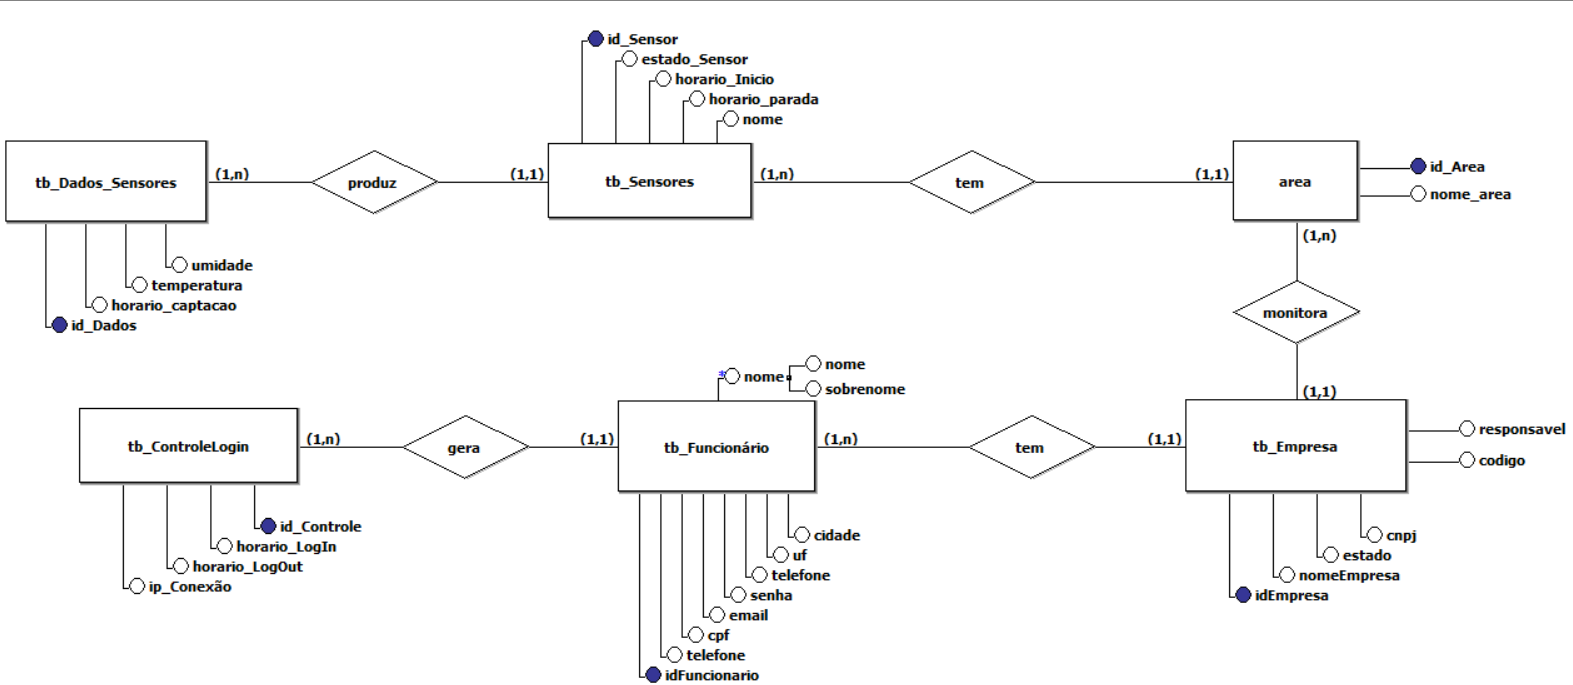 id_Sensor
estado_Sensor
horario_Inicio
horario_parada
nome
tb_Dados_Sensores
(1,n)
produz
(1,1)
tb_Sensores
(1,n)
tem
(1,1)
area
id_Area
nome_area
(1,n)
umidade
temperatura
horario_captacao
id_Dados
monitora
(1,1)
* nome
nome
sobrenome
tb_ControleLogin
(1,n)
gera
(1,1)
tb_Funcionário
(1,n)
tem
(1,1)
tb_Empresa
responsavel
codigo
id_Controle
horario_LogIn
horario_LogOut
ip_Conexão
cidade
uf
telefone
senha
email
cpf
telefone
idFuncionario
cnpj
estado
nomeEmpresa
idEmpresa